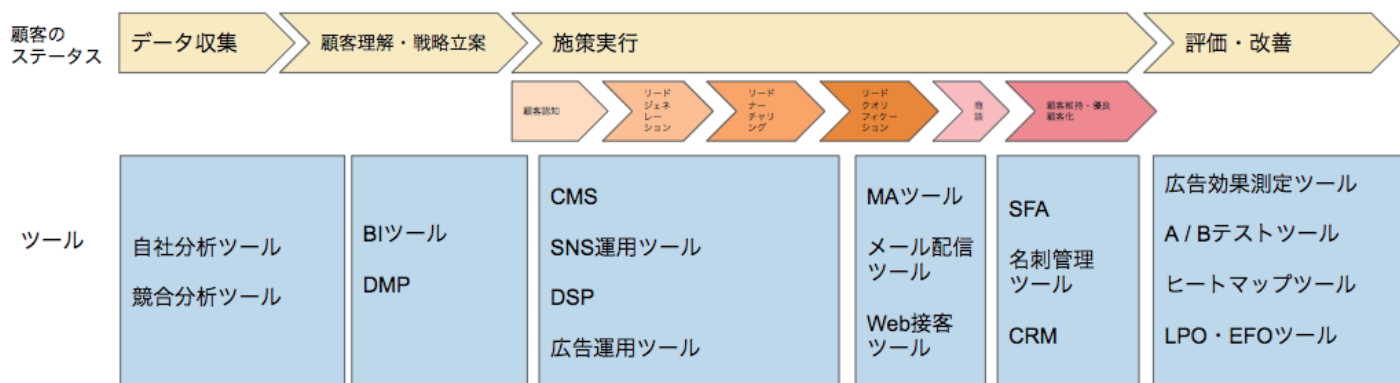 顧客の
ステータス
データ収集
顧客理解・戦略立案
施策実行
評価・改善
顧客認知
リード
ジェネ
レー
ション
リード
ナー
チャリ
ング
リード
クオリ
フィケー
ション
商
談
顧客維持・優良
顧客化
ツール
自社分析ツール
競合分析ツール
BIツール
DMP
CMS
SNS運用ツール
DSP
広告運用ツール
MAツール
メール配信
ツール
Web接客
ツール
SFA
名刺管理
ツール
CRM
広告効果測定ツール
A / Bテストツール
ヒートマップツール
LPO・EFOツール